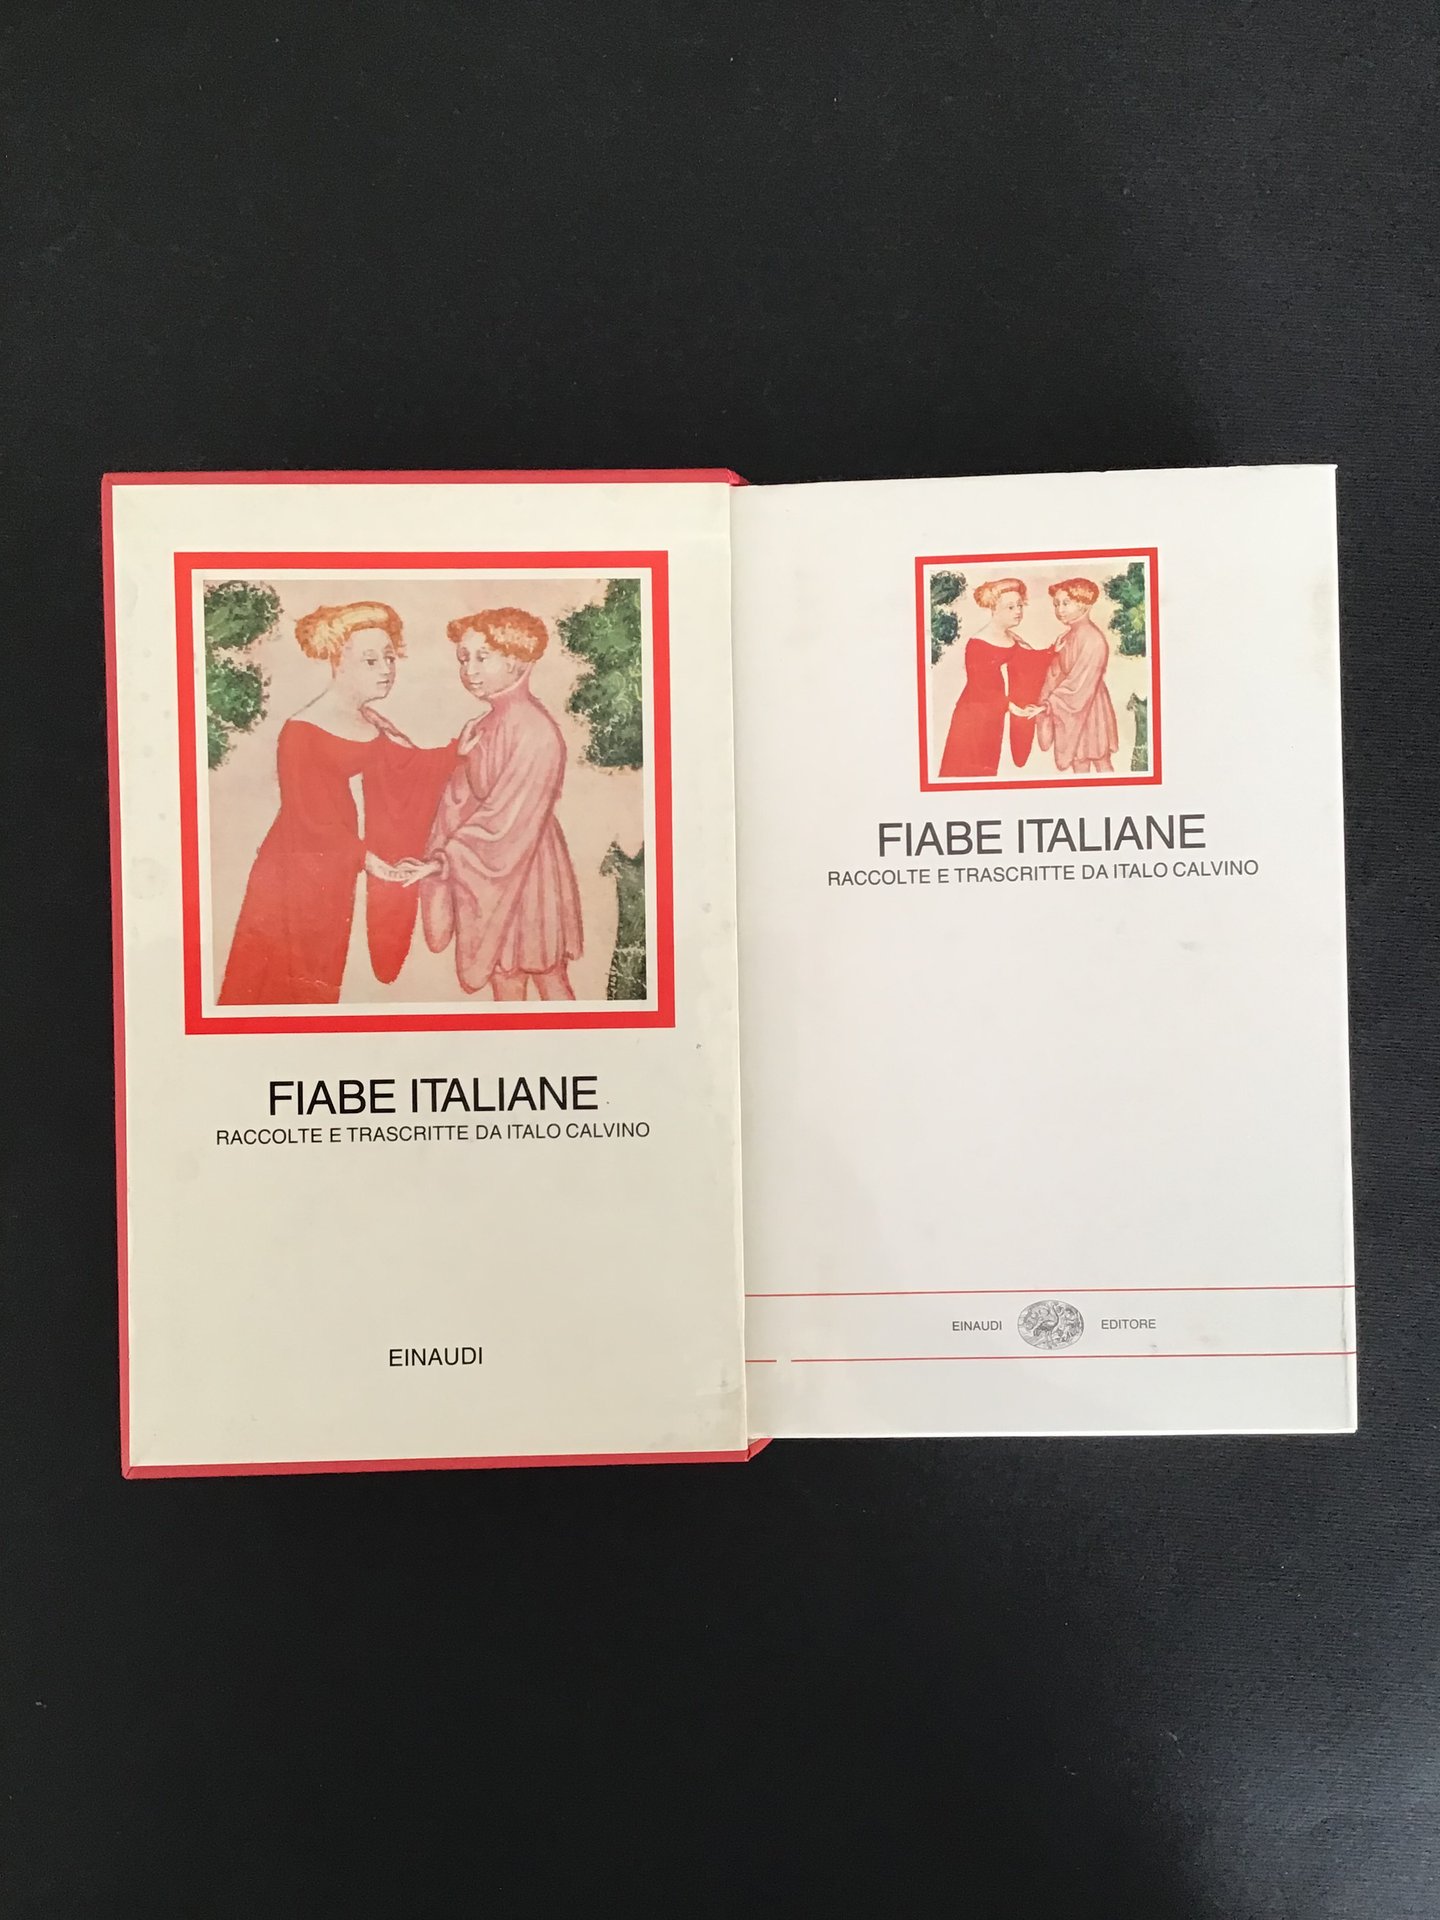 FIABE ITALIANE
RACCOLTE E TRASCRITTE DA ITALO CALVINO
EINAUDI
FIABE ITALIANE
RACCOLTE E TRASCRITTE DA ITALO CALVINO
EINAUDI EDITORE